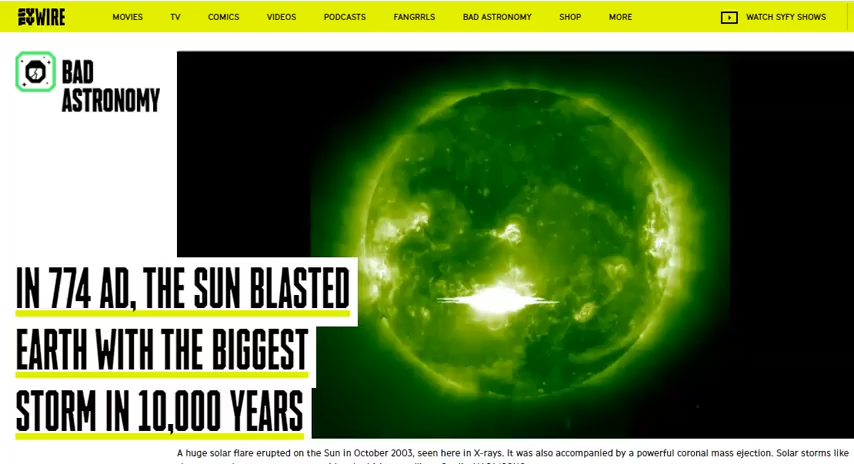 SYFY WIRE MOVIES TV COMICS VIDEOS PODCASTS FANGRRLS BAD ASTRONOMY SHOP MORE WATCH SYFY SHOWS
BAD
ASTRONOMY
IN 774 AD, THE SUN BLASTED
EARTH WITH THE BIGGEST
STORM IN 10,000 YEARS
A huge solar flare erupted on the Sun in October 2003, seen here in X-rays. It was also accompanied by a powerful coronal mass ejection. Solar storms like